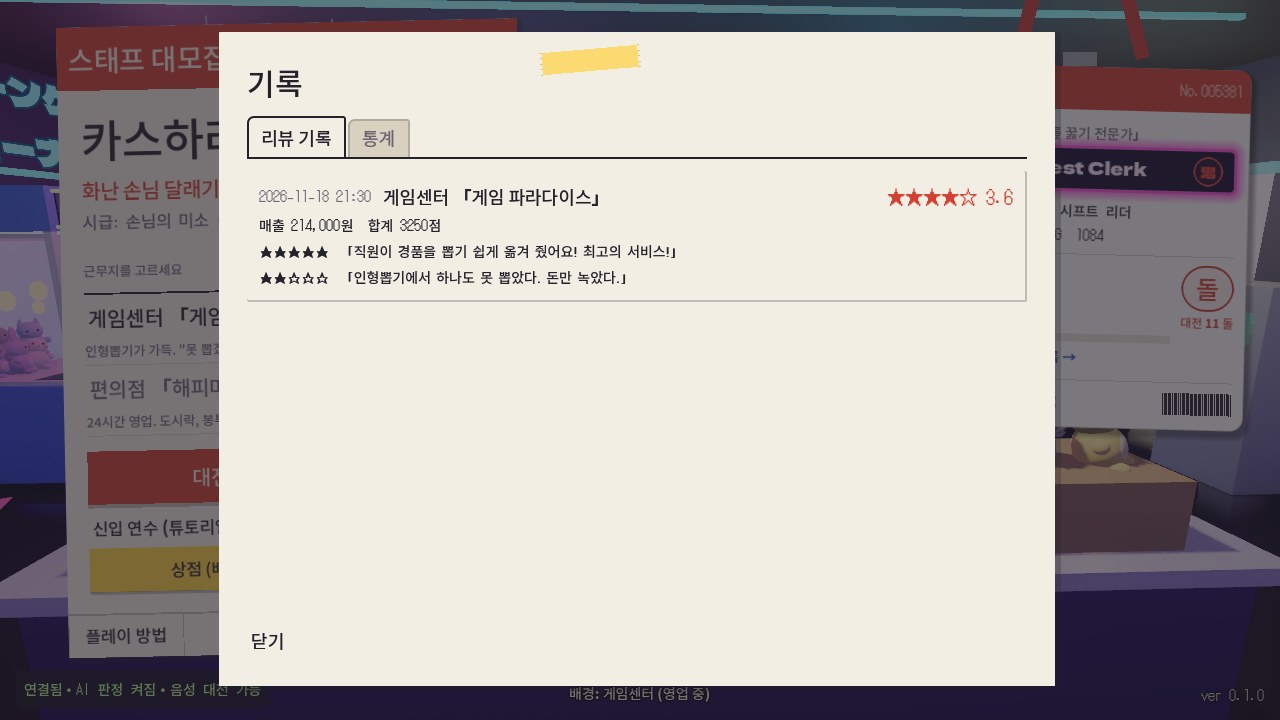 스태프 대모집
카스하라
화난 손님 달래기
시급: 손님의 미소
근무지를 고르세요
게임센터 「게임
인형뽑기가 가득. "못 뽑
편의점 「해피
24시간 영업. 도시락,
대전
신입 연수 (튜토리얼
상점
플레이 방법
기록
리뷰 기록
통계
2026-11-18 21:30 게임센터 「게임 파라다이스」 ★★★★☆ 3.6
매출 214,000원 합계 3250점
★★★★★ 「직원이 경품을 뽑기 쉽게 옮겨 줬어요! 최고의 서비스!」
★★☆☆☆ 「인형뽑기에서 하나도 못 뽑았다. 돈만 녹았다.」
닫기
No. 005381
끓기 전문가」
est Clerk
시프트 리더
1084
돌
대전 11 돌
→
연결됨 • AI 판정 켜짐 • 음성 대전 가능
배경: 게임센터 (영업 중)
ver 0.1.0